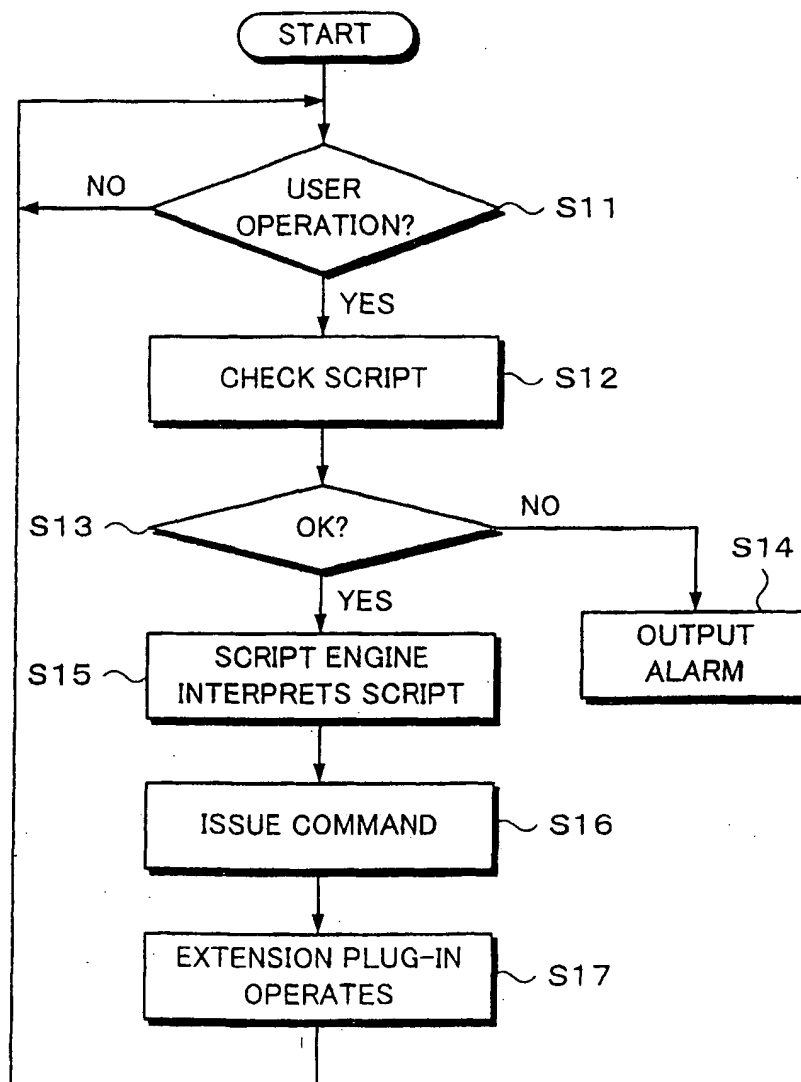 START
NO
USER
OPERATION?
S11
YES
CHECK SCRIPT
S12
S13
OK?
NO
S14
YES
OUTPUT
ALARM
S15
SCRIPT ENGINE
INTERPRETS SCRIPT
ISSUE COMMAND
S16
EXTENSION PLUG-IN
OPERATES
S17